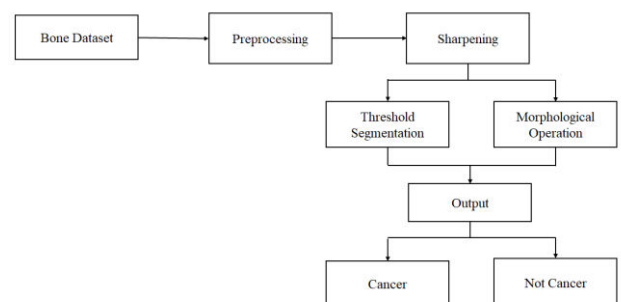 Bone Dataset
Preprocessing
Sharpening
Threshold
Segmentation
Morphological
Operation
Output
Cancer
Not Cancer